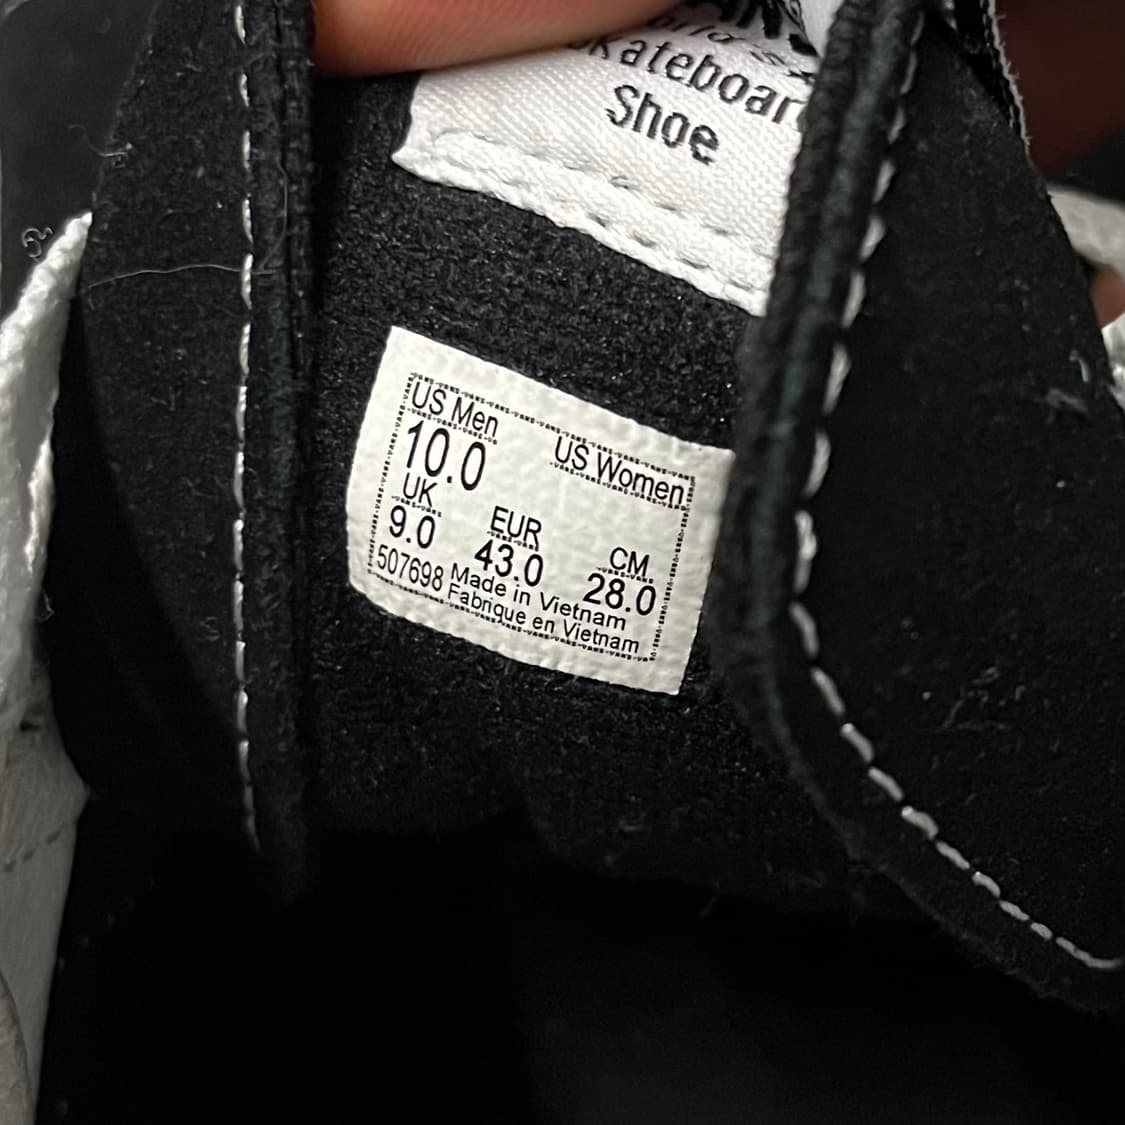 Skateboard
Shoe
US Men
US Women
10.0
UK
EUR
CM
9.0
43.0
28.0
507698
Made in Vietnam
Fabrique en Vietnam